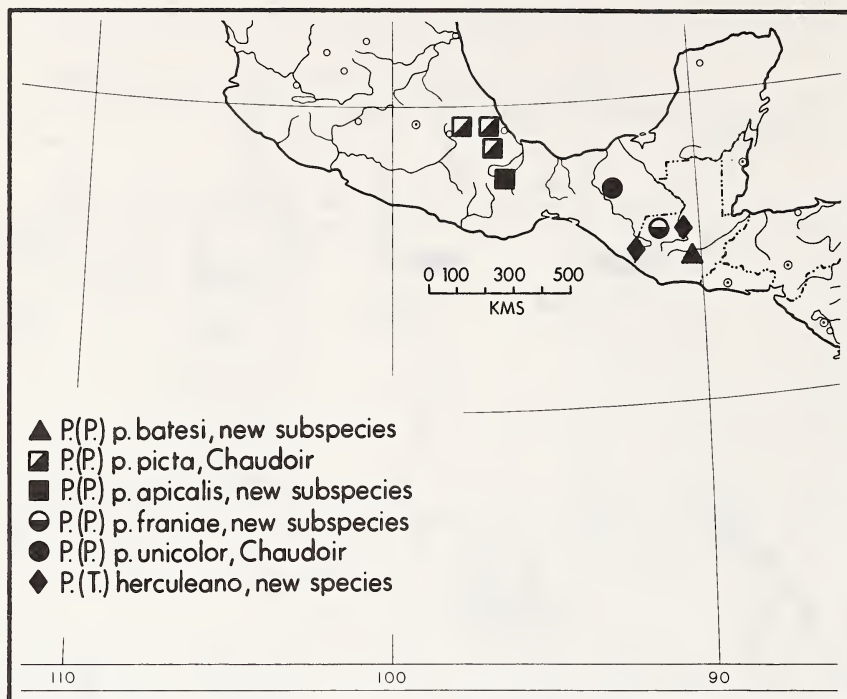 0 100 300 500
KMS
P.(P.) p. batesi, new subspecies
P.(P.) p. picta, Chaudoir
P.(P.) p. apicalis, new subspecies
P.(P.) p. franiae, new subspecies
P.(P.) p. unicolor, Chaudoir
P.(T.) herculeano, new species
110 100 90